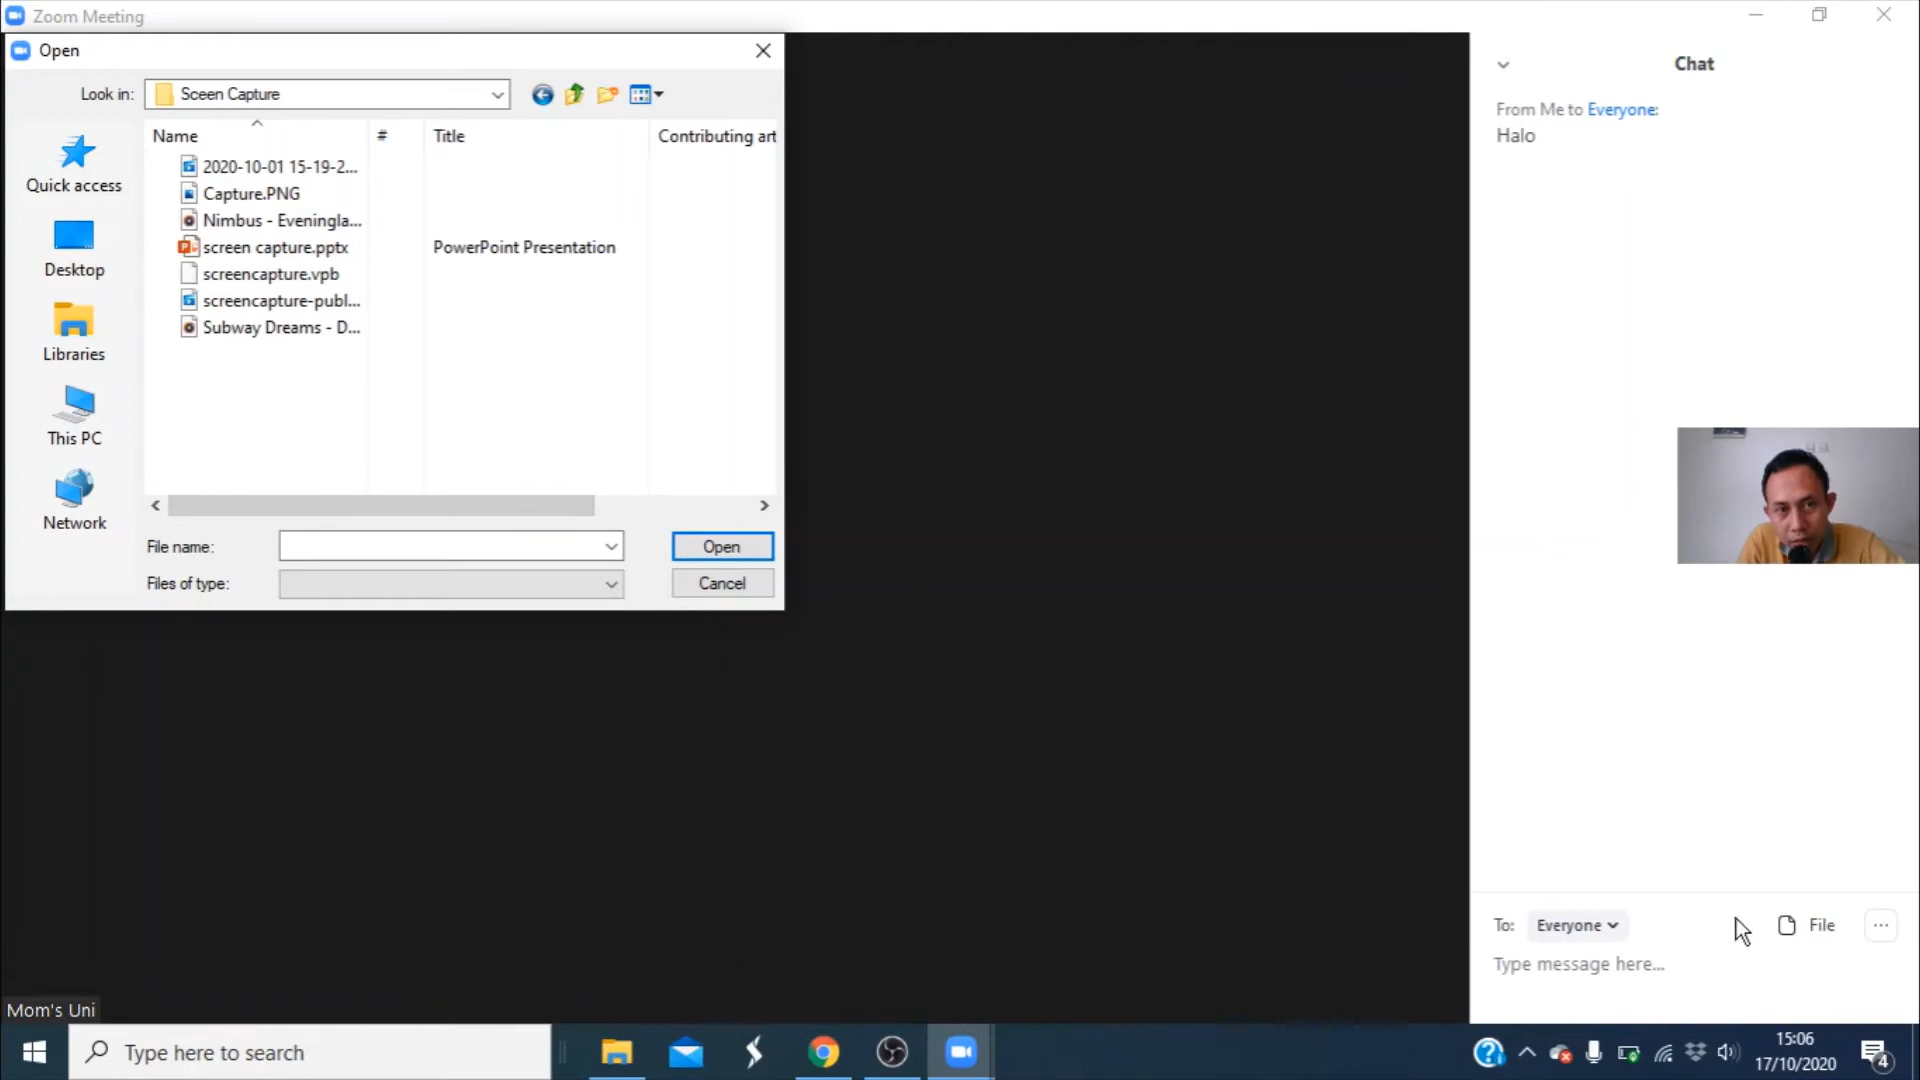 Zoom Meeting
Open
Look in: Sceen Capture
Name # Title Contributing art
2020-10-01 15-19-2...
Capture.PNG
Nimbus - Eveningla...
screen capture.pptx PowerPoint Presentation
screencapture.vpb
screencapture-publ...
Subway Dreams - D...
Quick access
Desktop
Libraries
This PC
Network
File name: Open
Files of type: Cancel
Chat
From Me to Everyone:
Halo
To: Everyone File ...
Type message here...
Mom's Uni
Type here to search
15:06
17/10/2020
4